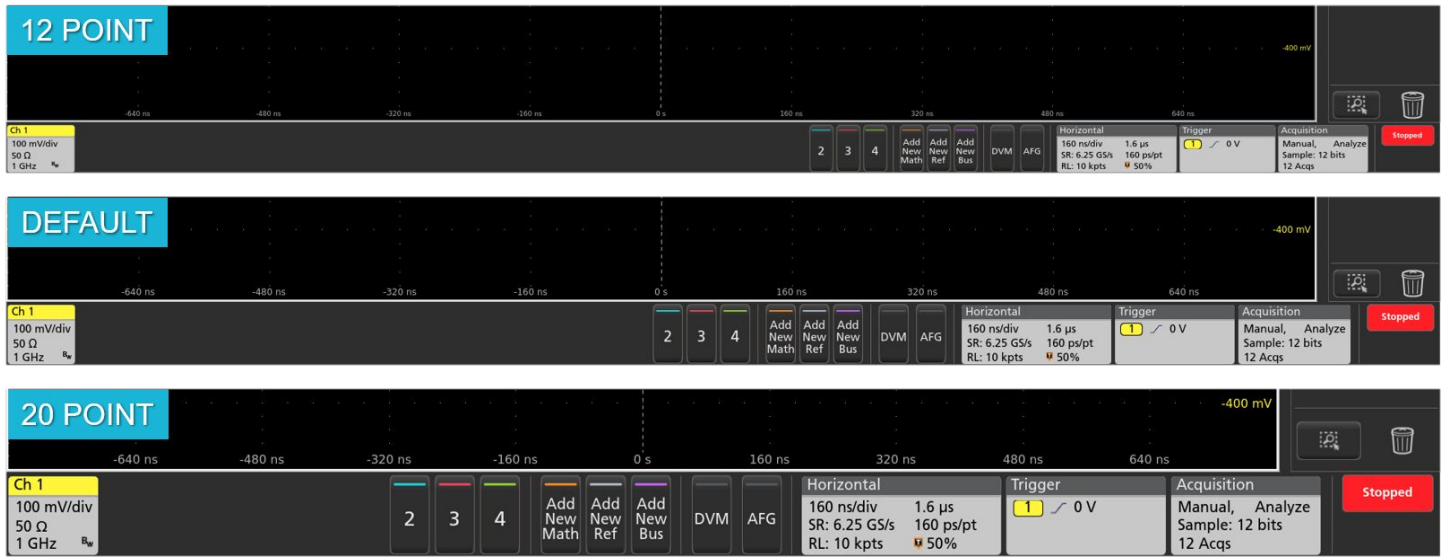 12 POINT
-400 mV
-640 ns -480 ns -320 ns -160 ns 0 s 160 ns 320 ns 480 ns 640 ns
Ch 1
100 mV/div
50 Ω
1 GHz Bw
2 3 4
Add New Math
Add New Ref
Add New Bus
DVM AFG
Horizontal
160 ns/div 1.6 µs
SR: 6.25 GS/s 160 ps/pt
RL: 10 kpts 50%
Trigger
1 0 V
Acquisition
Manual, Analyze
Sample: 12 bits
12 Acqs
Stopped
DEFAULT
-400 mV
-640 ns -480 ns -320 ns -160 ns 0 s 160 ns 320 ns 480 ns 640 ns
Ch 1
100 mV/div
50 Ω
1 GHz Bw
2 3 4
Add New Math
Add New Ref
Add New Bus
DVM AFG
Horizontal
160 ns/div 1.6 µs
SR: 6.25 GS/s 160 ps/pt
RL: 10 kpts 50%
Trigger
1 0 V
Acquisition
Manual, Analyze
Sample: 12 bits
12 Acqs
Stopped
20 POINT
-400 mV
-640 ns -480 ns -320 ns -160 ns 0 s 160 ns 320 ns 480 ns 640 ns
Ch 1
100 mV/div
50 Ω
1 GHz Bw
2 3 4
Add New Math
Add New Ref
Add New Bus
DVM AFG
Horizontal
160 ns/div 1.6 µs
SR: 6.25 GS/s 160 ps/pt
RL: 10 kpts 50%
Trigger
1 0 V
Acquisition
Manual, Analyze
Sample: 12 bits
12 Acqs
Stopped